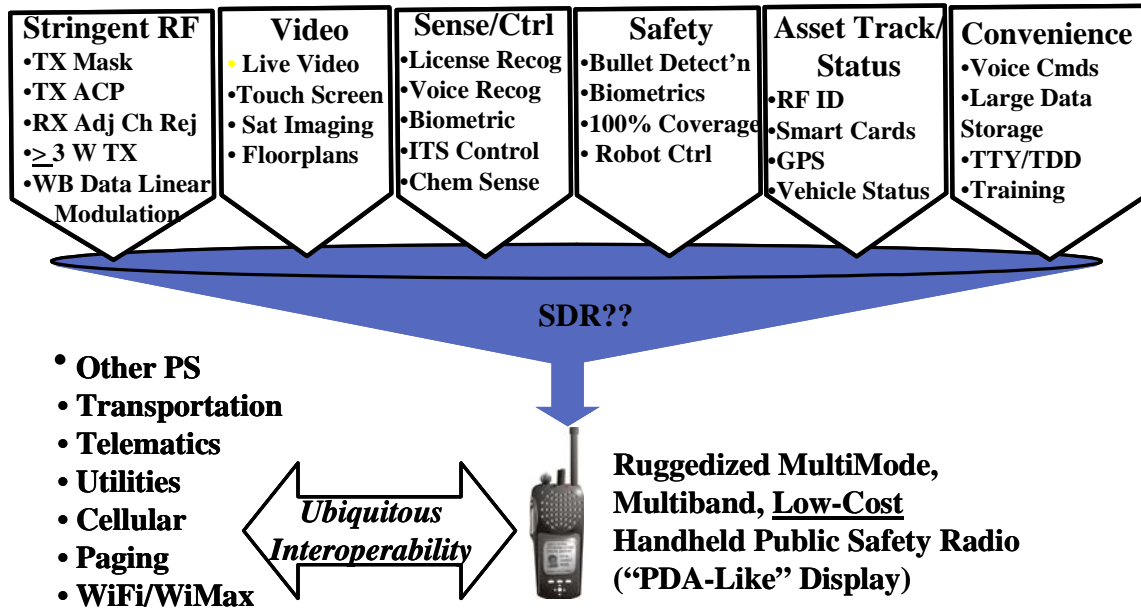 Stringent RF
•TX Mask
•TX ACP
•RX Adj Ch Rej
•> 3 W TX
•WB Data Linear
Modulation
Video
• Live Video
•Touch Screen
• Sat Imaging
• Floorplans
Sense/Ctrl
•License Recog
•Voice Recog
•Biometric
•ITS Control
•Chem Sense
Safety
•Bullet Detect'n
•Biometrics
•100% Coverage
• Robot Ctrl
Asset Track/
Status
•RF ID
•Smart Cards
•GPS
•Vehicle Status
Convenience
•Voice Cmds
•Large Data
Storage
•TTY/TDD
•Training
SDR??
• Other PS
• Transportation
• Telematics
• Utilities
• Cellular
• Paging
• WiFi/WiMax
Ubiquitous
Interoperability
Ruggedized MultiMode,
Multiband, Low-Cost
Handheld Public Safety Radio
(“PDA-Like” Display)